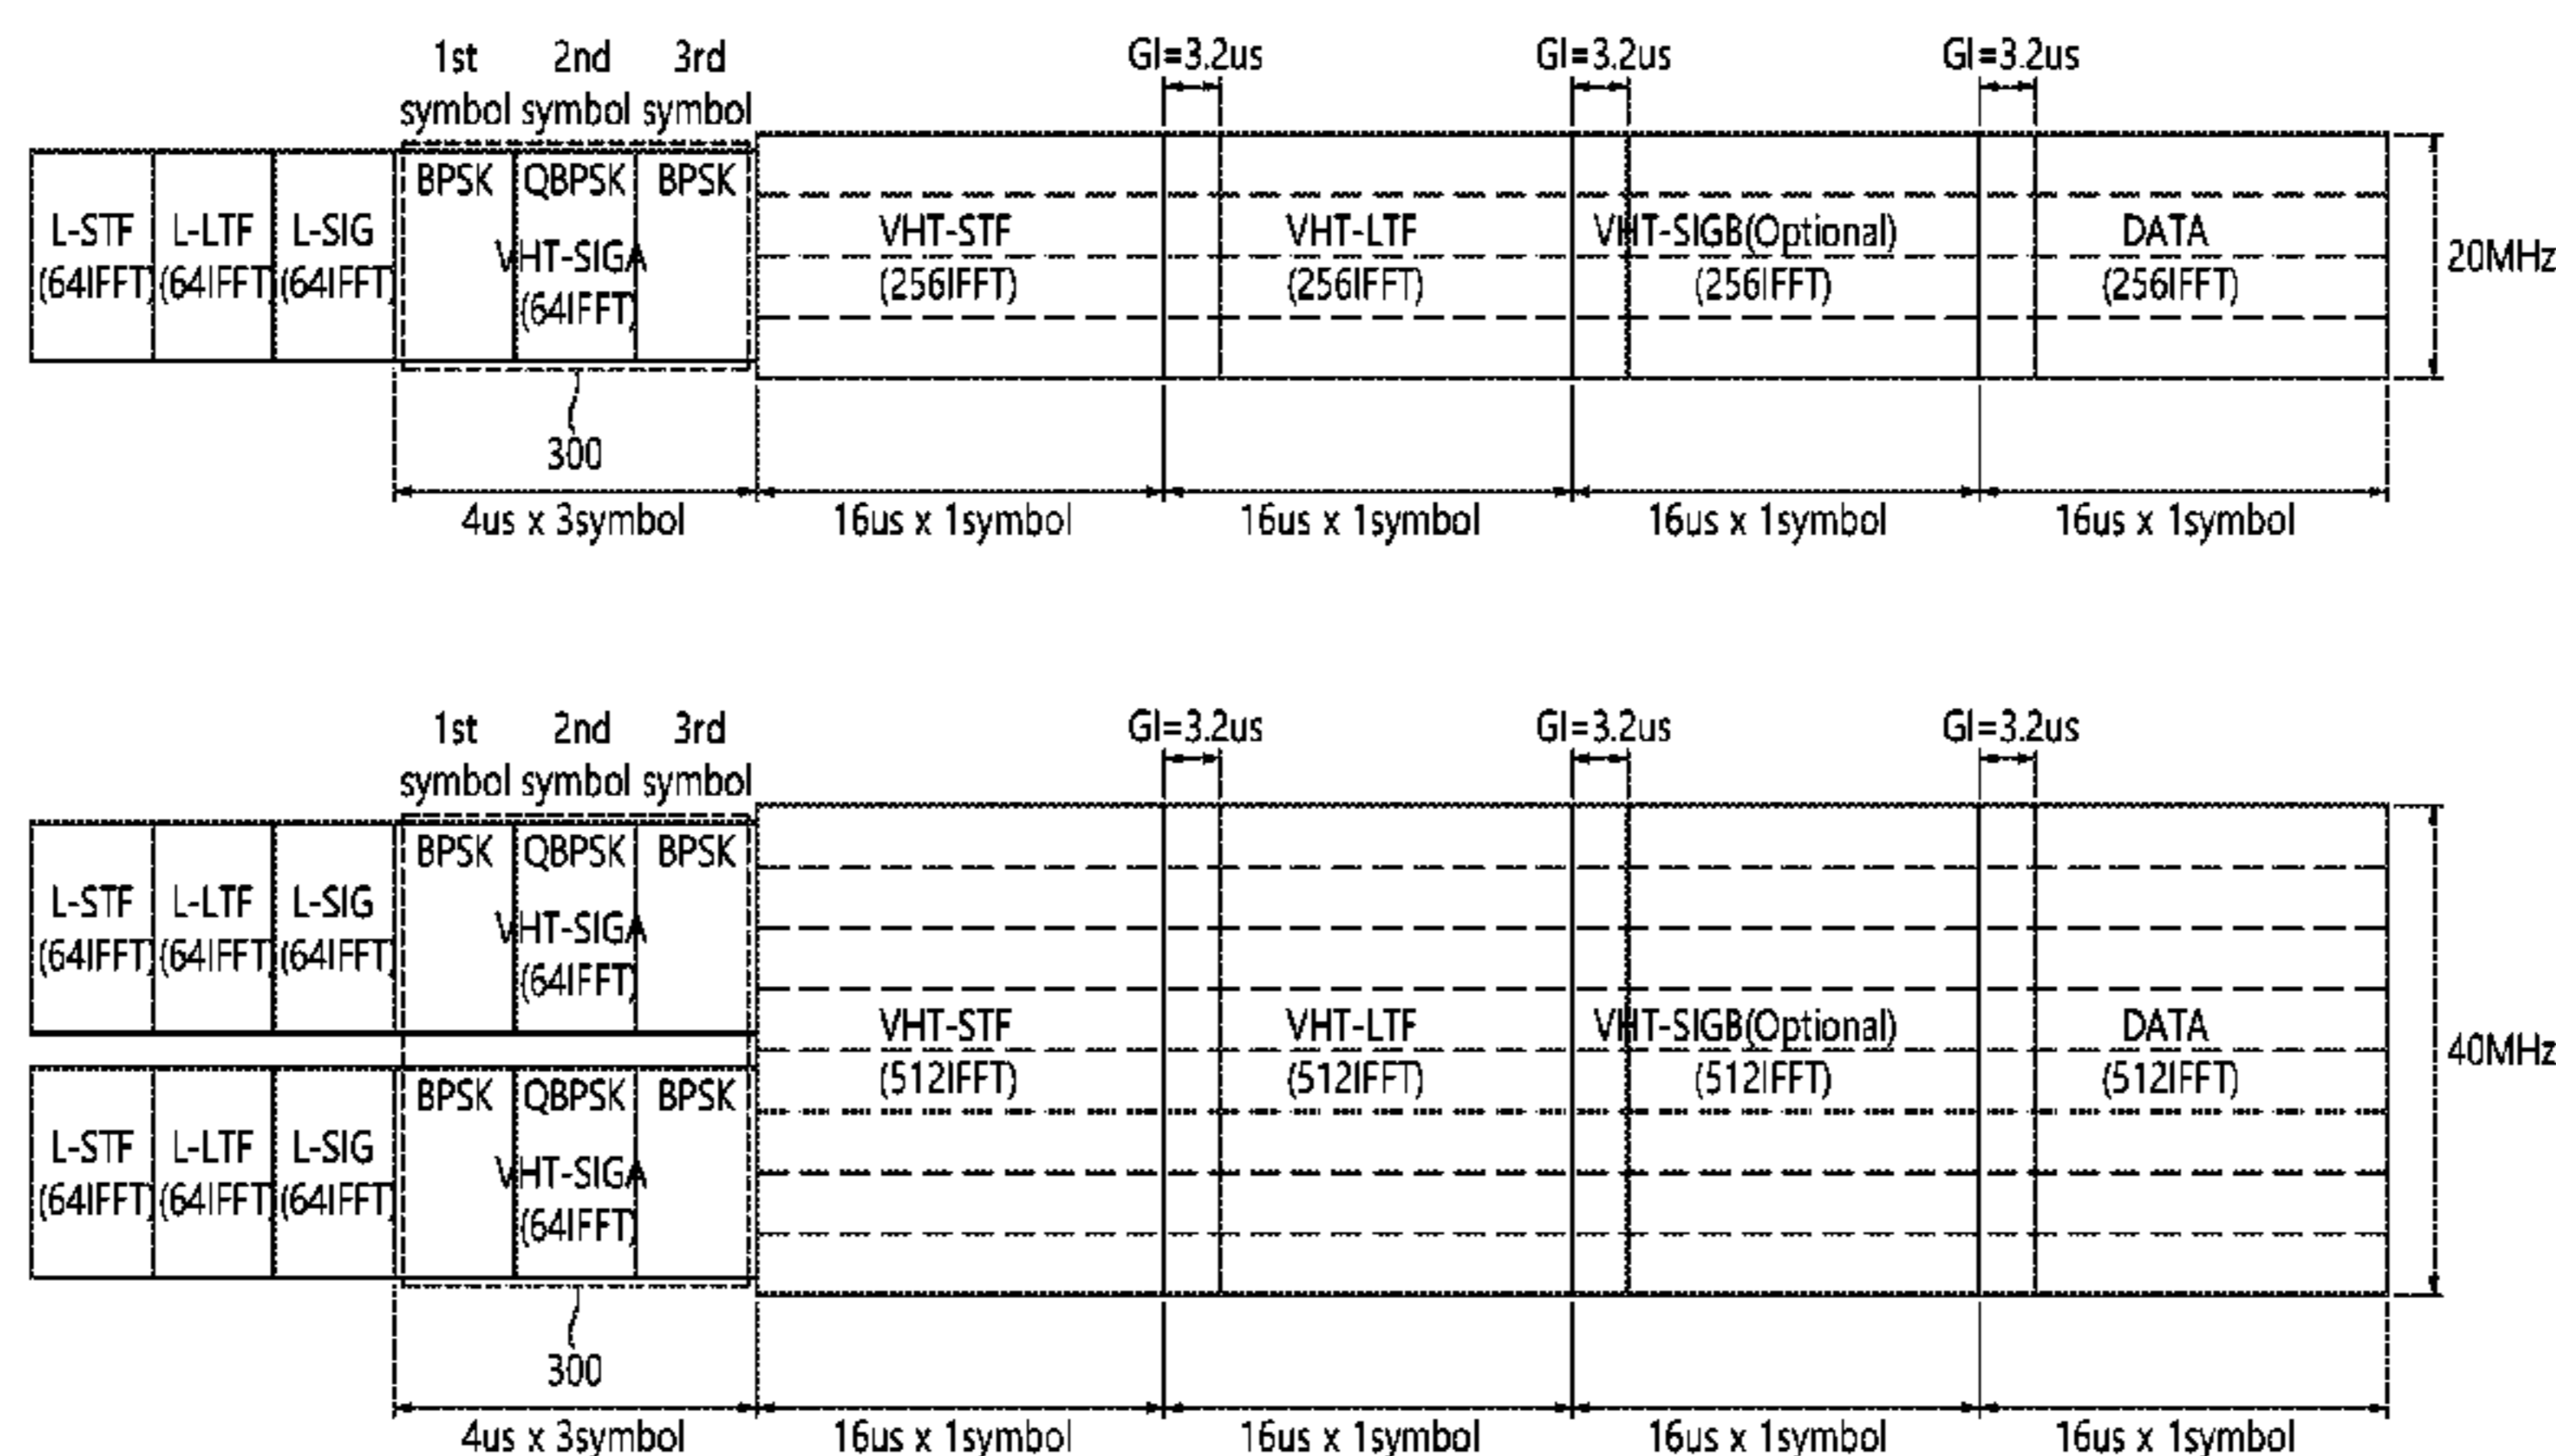 1st 2nd 3rd GI=3.2us GI=3.2us GI=3.2us
symbol symbol symbol
BPSK QBPSK BPSK
L-STF L-LTF L-SIG VHT-SIGA VHT-STF VHT-LTF VHT-SIGB(Optional) DATA 20MHz
(64IFFT) (64IFFT) (64IFFT) (64IFFT) (256IFFT) (256IFFT) (256IFFT) (256IFFT)
300
4us x 3symbol 16us x 1symbol 16us x 1symbol 16us x 1symbol 16us x 1symbol
1st 2nd 3rd GI=3.2us GI=3.2us GI=3.2us
symbol symbol symbol
BPSK QBPSK BPSK
L-STF L-LTF L-SIG VHT-SIGA
(64IFFT) (64IFFT) (64IFFT) (64IFFT)
VHT-STF VHT-LTF VHT-SIGB(Optional) DATA 40MHz
(512IFFT) (512IFFT) (512IFFT) (512IFFT)
BPSK QBPSK BPSK
L-STF L-LTF L-SIG VHT-SIGA
(64IFFT) (64IFFT) (64IFFT) (64IFFT)
300
4us x 3symbol 16us x 1symbol 16us x 1symbol 16us x 1symbol 16us x 1symbol